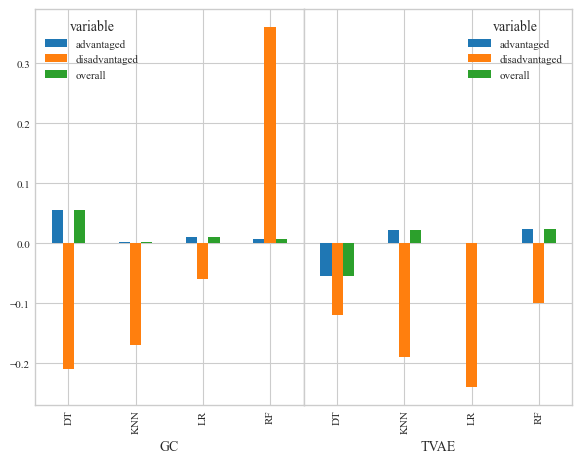 variable
advantaged
disadvantaged
overall
variable
advantaged
disadvantaged
overall
0.3
0.2
0.1
0.0
−0.1
−0.2
DT
KNN
LR
RF
DT
KNN
LR
RF
GC
TVAE